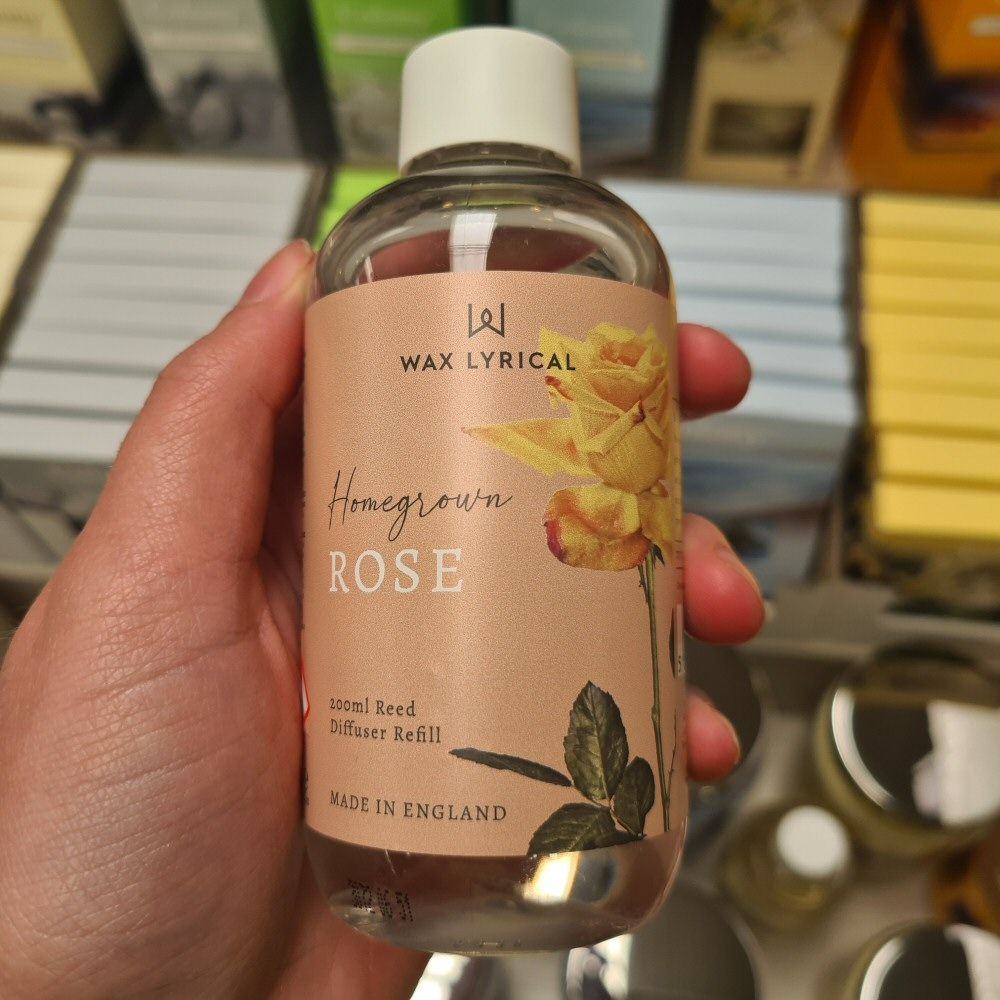 WAX LYRICAL
Homegrown
ROSE
200ml Reed
Diffuser Refill
MADE IN ENGLAND